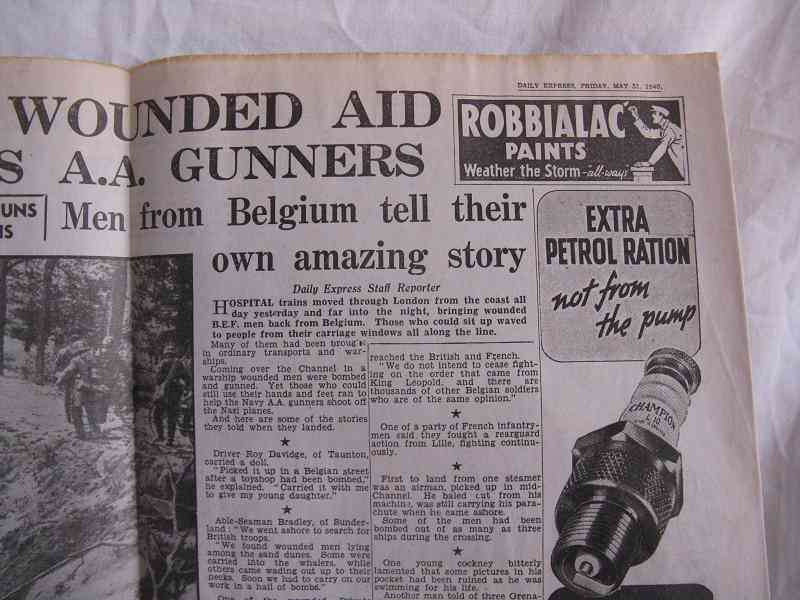 DAILY EXPRESS, FRIDAY, MAY 31, 1940.
WOUNDED AID
S A.A. GUNNERS
UNS
IS
Men from Belgium tell their
own amazing story
Daily Express Staff Reporter
HOSPITAL trains moved through London from the coast all
day yesterday and far into the night, bringing wounded
B.E.F. men back from Belgium. Those who could sit up waved
to people from their carriage windows all along the line.
Many of them had been brought
in ordinary transports and war-
ships.
Coming over the Channel in a
warship wounded men were bombed
and gunned. Yet those who could
still use their hands and feet ran to
help the Navy A.A. gunners shoot off
the Nazi planes.
And here are some of the stories
they told when they landed.
★
Driver Roy Davidge, of Taunton,
carried a doll.
"Picked it up in a Belgian street
after a toyshop had been bombed,"
he explained. "Carried it with me
to give my young daughter."
★
Able-Seaman Bradley, of Sunder-
land: "We went ashore to search for
British troops.
"We found wounded men lying
among the sand dunes. Some were
carried into the whalers, while
others came wading out up to their
necks. Soon we had to carry on our
work in a hail of bombs."
reached the British and French.
"We do not intend to cease fight-
ing on the order that came from
King Leopold, and there are
thousands of other Belgian soldiers
who are of the same opinion."
★
One of a party of French infantry-
men said they fought a rearguard
action from Lille, fighting continu-
ously.
★
First to land from one steamer
was an airman, picked up in mid-
Channel. He baled out from his
machine, was still carrying his para-
chute when he came ashore.
Some of the men had been
bombed out of as many as three
ships during the crossing.
★
One young cockney bitterly
lamented that some pictures in his
pocket had been ruined as he was
swimming for his life.
Another man told of three Grena-
ROBBIALAC
PAINTS
Weather the Storm-all-ways
EXTRA
PETROL RATION
not from
the pump
CHAMPION
L 10